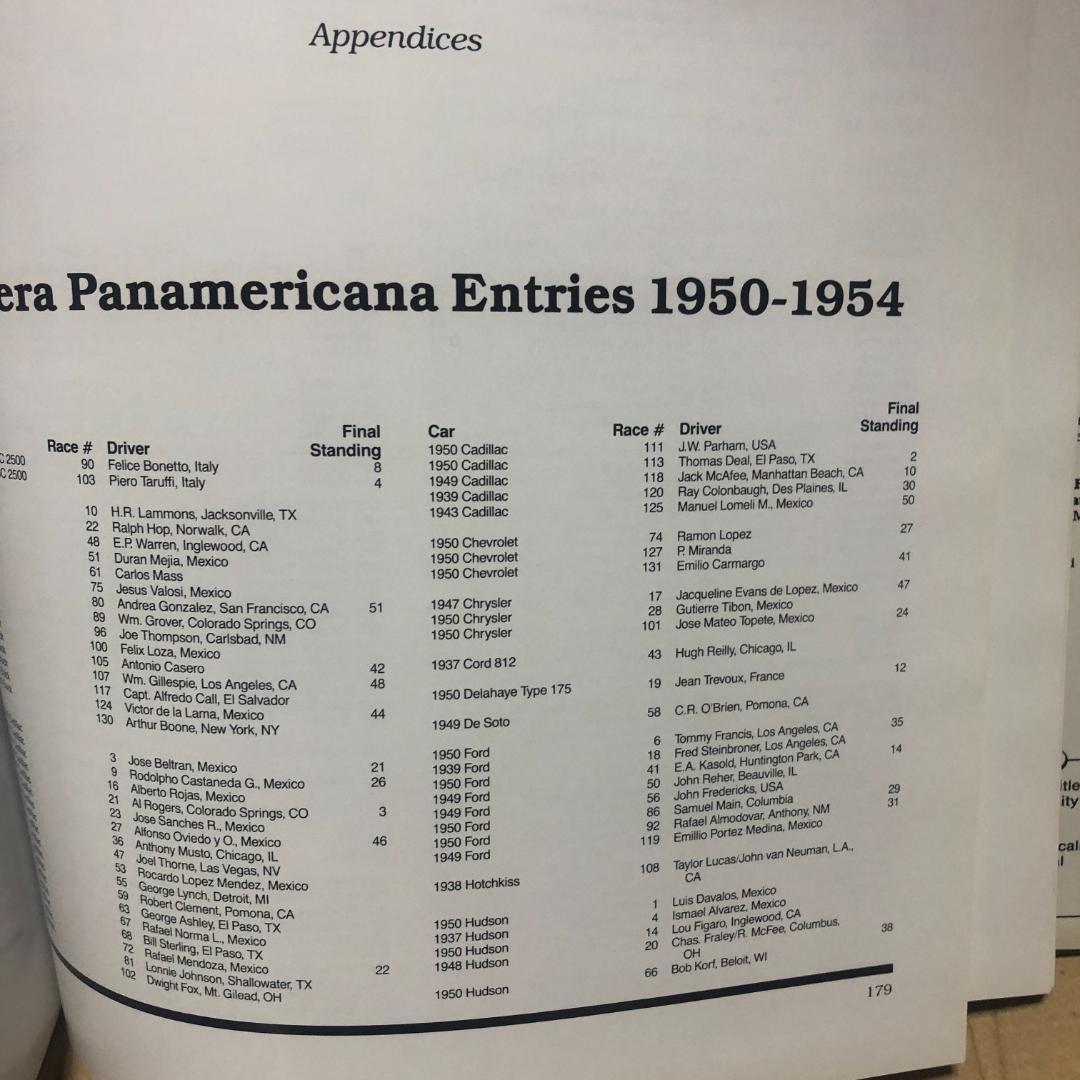 Appendices
era Panamericana Entries 1950-1954
C 2500
C 2500
Race # Driver Final Standing
90 Felice Bonetto, Italy 8
103 Piero Taruffi, Italy 4
10 H.R. Lammons, Jacksonville, TX
22 Ralph Hop, Norwalk, CA
48 E.P. Warren, Inglewood, CA
51 Duran Mejia, Mexico
61 Carlos Mass
75 Jesus Valosi, Mexico
80 Andrea Gonzalez, San Francisco, CA 51
89 Wm. Grover, Colorado Springs, CO
96 Joe Thompson, Carlsbad, NM
100 Felix Loza, Mexico
105 Antonio Casero 42
107 Wm. Gillespie, Los Angeles, CA 48
117 Capt. Alfredo Call, El Salvador
124 Victor de la Lama, Mexico 44
130 Arthur Boone, New York, NY
3 Jose Beltran, Mexico 21
9 Rodolpho Castaneda G., Mexico 26
16 Alberto Rojas, Mexico
21 Al Rogers, Colorado Springs, CO 3
23 Jose Sanches R., Mexico
27 Alfonso Oviedo y O., Mexico 46
36 Anthony Musto, Chicago, IL
47 Joel Thorne, Las Vegas, NV
53 Rocardo Lopez Mendez, Mexico
55 George Lynch, Detroit, MI
59 Robert Clement, Pomona, CA
63 George Ashley, El Paso, TX
67 Rafael Norma L., Mexico
68 Bill Sterling, El Paso, TX
72 Rafael Mendoza, Mexico 22
81 Lonnie Johnson, Shallowater, TX
102 Dwight Fox, Mt. Gilead, OH
Car Race # Driver Final Standing
1950 Cadillac 111 J.W. Parham, USA
1950 Cadillac 113 Thomas Deal, El Paso, TX 2
1949 Cadillac 118 Jack McAfee, Manhattan Beach, CA 10
1939 Cadillac 120 Ray Colonbaugh, Des Plaines, IL 30
1943 Cadillac 125 Manuel Lomeli M., Mexico 50
1950 Chevrolet 74 Ramon Lopez 27
1950 Chevrolet 127 P. Miranda
1950 Chevrolet 131 Emilio Carmargo 41
1947 Chrysler 17 Jacqueline Evans de Lopez, Mexico 47
1950 Chrysler 28 Gutierre Tibon, Mexico
1950 Chrysler 101 Jose Mateo Topete, Mexico 24
1937 Cord 812 43 Hugh Reilly, Chicago, IL
1950 Delahaye Type 175 19 Jean Trevoux, France 12
1949 De Soto 58 C.R. O'Brien, Pomona, CA
1950 Ford 6 Tommy Francis, Los Angeles, CA 35
1939 Ford 18 Fred Steinbroner, Los Angeles, CA
1950 Ford 41 E.A. Kasold, Huntington Park, CA 14
1949 Ford 50 John Reher, Beauville, IL
1949 Ford 56 John Fredericks, USA
1950 Ford 86 Samuel Main, Columbia 29
1950 Ford 92 Rafael Almodovar, Anthony, NM 31
1949 Ford 119 Emillio Portez Medina, Mexico
1938 Hotchkiss 108 Taylor Lucas/John van Neuman, L.A.,
CA
1950 Hudson 1 Luis Davalos, Mexico
1937 Hudson 4 Ismael Alvarez, Mexico
1950 Hudson 14 Lou Figaro, Inglewood, CA
1948 Hudson 20 Chas. Fraley/R. McFee, Columbus, 38
OH
1950 Hudson 66 Bob Korf, Beloit, WI
179